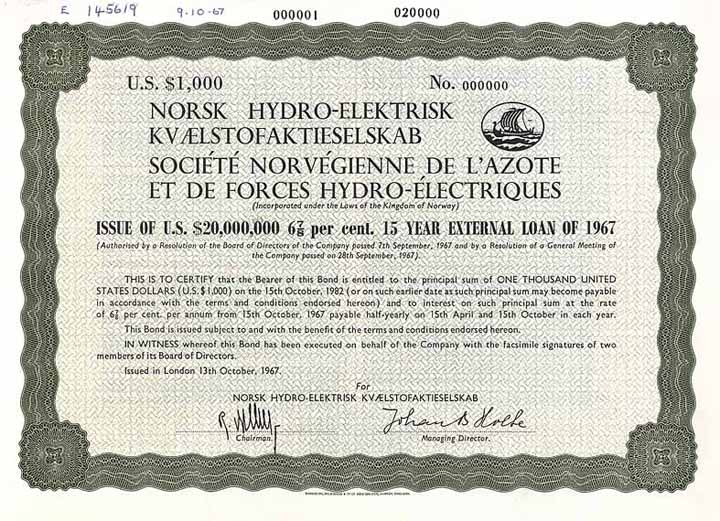 E 145619 9-10-67 000001 020000
U.S. $1,000 No. 000000
NORSK HYDRO-ELEKTRISK
KVÆLSTOFAKTIESELSKAB
SOCIÉTÉ NORVÉGIENNE DE L'AZOTE
ET DE FORCES HYDRO-ÉLECTRIQUES
(Incorporated under the Laws of the Kingdom of Norway)
ISSUE OF U.S. $20,000,000 6⅞ per cent. 15 YEAR EXTERNAL LOAN OF 1967
(Authorised by a Resolution of the Board of Directors of the Company passed 7th September, 1967 and by a Resolution of a General Meeting of
the Company passed on 28th September, 1967).
THIS IS TO CERTIFY that the Bearer of this Bond is entitled to the principal sum of ONE THOUSAND UNITED
STATES DOLLARS (U.S. $1,000) on the 15th October, 1982 (or on such earlier date as such principal sum may become payable
in accordance with the terms and conditions endorsed hereon) and to interest on such principal sum at the rate
of 6⅞ per cent. per annum from 15th October, 1967 payable half-yearly on 15th April and 15th October in each year.
This Bond is issued subject to and with the benefit of the terms and conditions endorsed hereon.
IN WITNESS whereof this Bond has been executed on behalf of the Company with the facsimile signatures of two
members of its Board of Directors.
Issued in London 13th October, 1967.
For
NORSK HYDRO-ELEKTRISK KVÆLSTOFAKTIESELSKAB
Johan B Holte
Chairman. Managing Director.